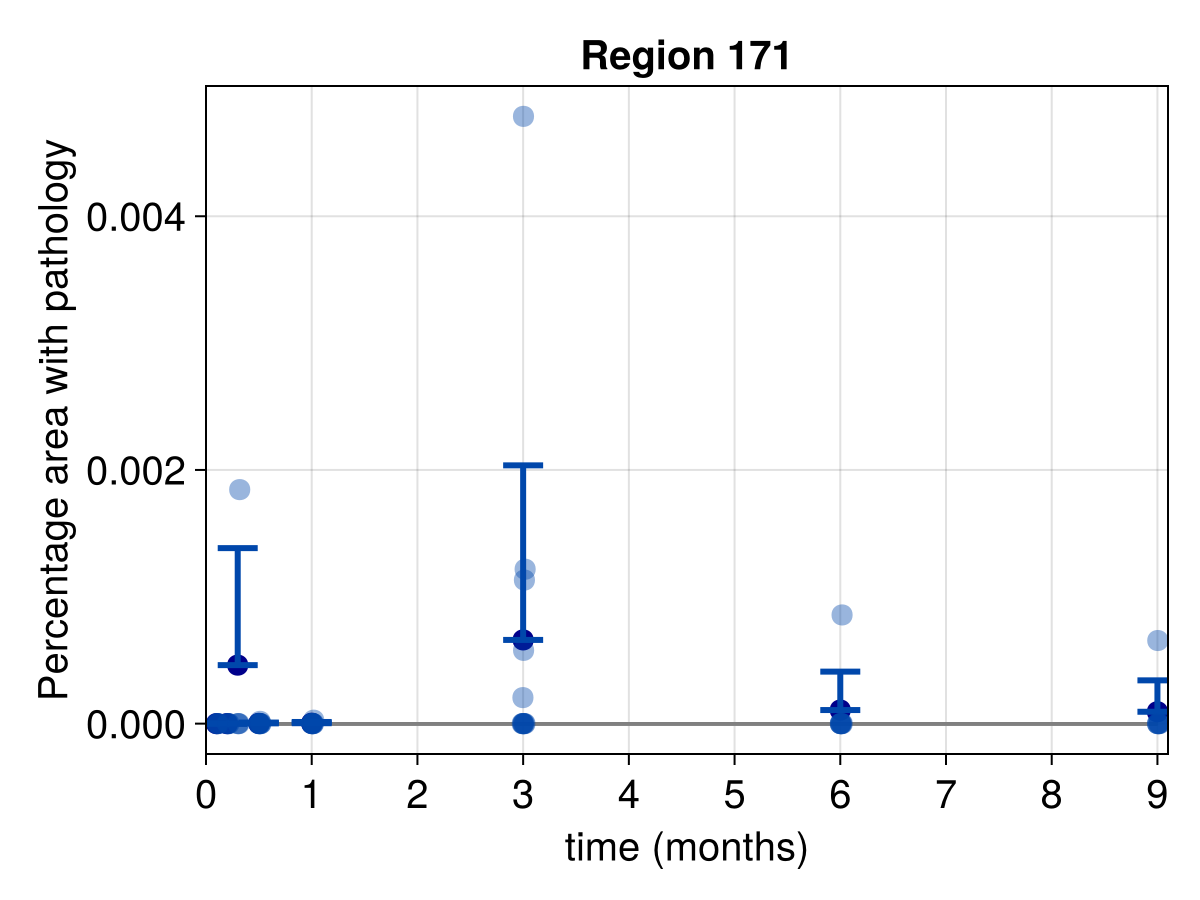 Region 171
Percentage area with pathology
0.004
0.002
0.000
0 1 2 3 4 5 6 7 8 9
time (months)